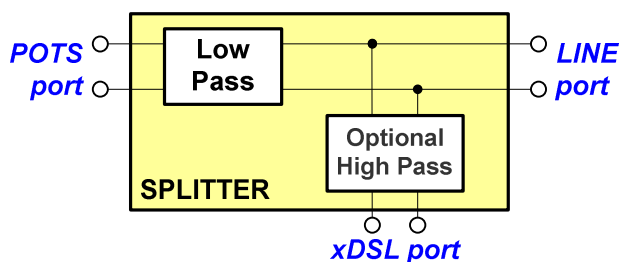 POTS
port
Low
Pass
LINE
port
Optional
High Pass
SPLITTER
xDSL port